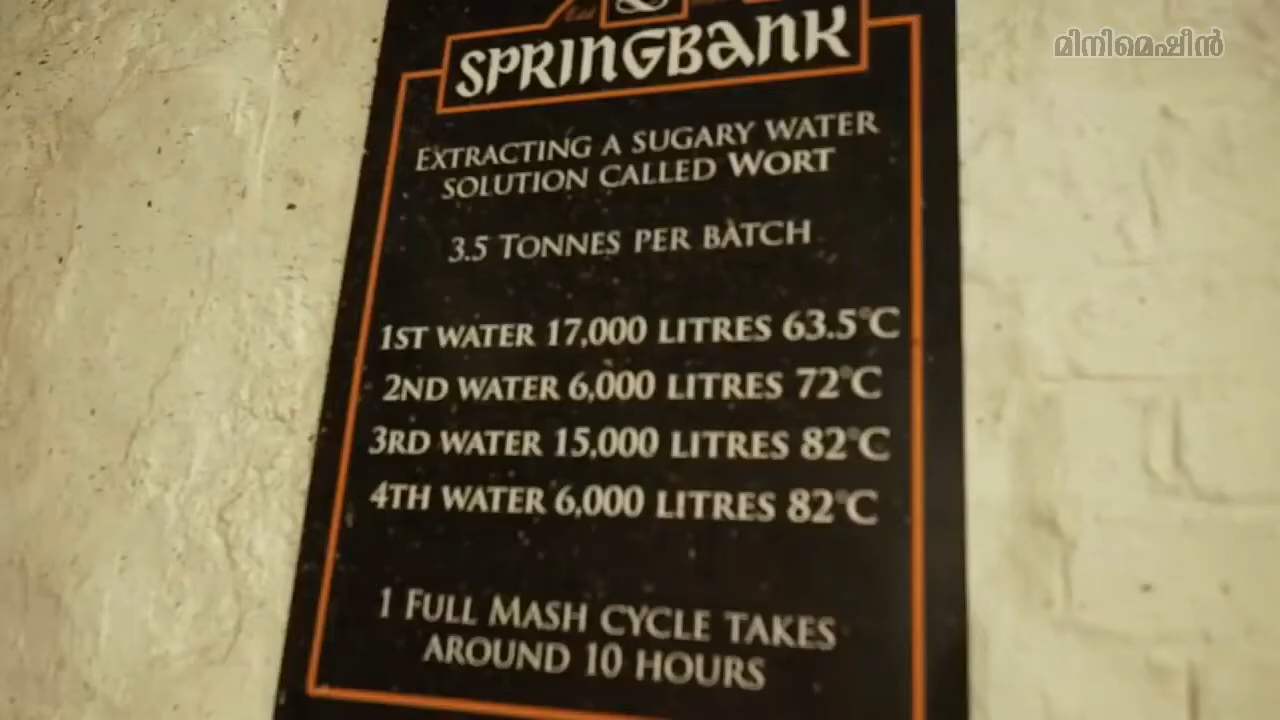 മിനിമെഷീൻ
SPRINGBANK
EXTRACTING A SUGARY WATER
SOLUTION CALLED WORT
3.5 TONNES PER BATCH
1ST WATER 17,000 LITRES 63.5°C
2ND WATER 6,000 LITRES 72°C
3RD WATER 15,000 LITRES 82°C
4TH WATER 6,000 LITRES 82°C
1 FULL MASH CYCLE TAKES
AROUND 10 HOURS